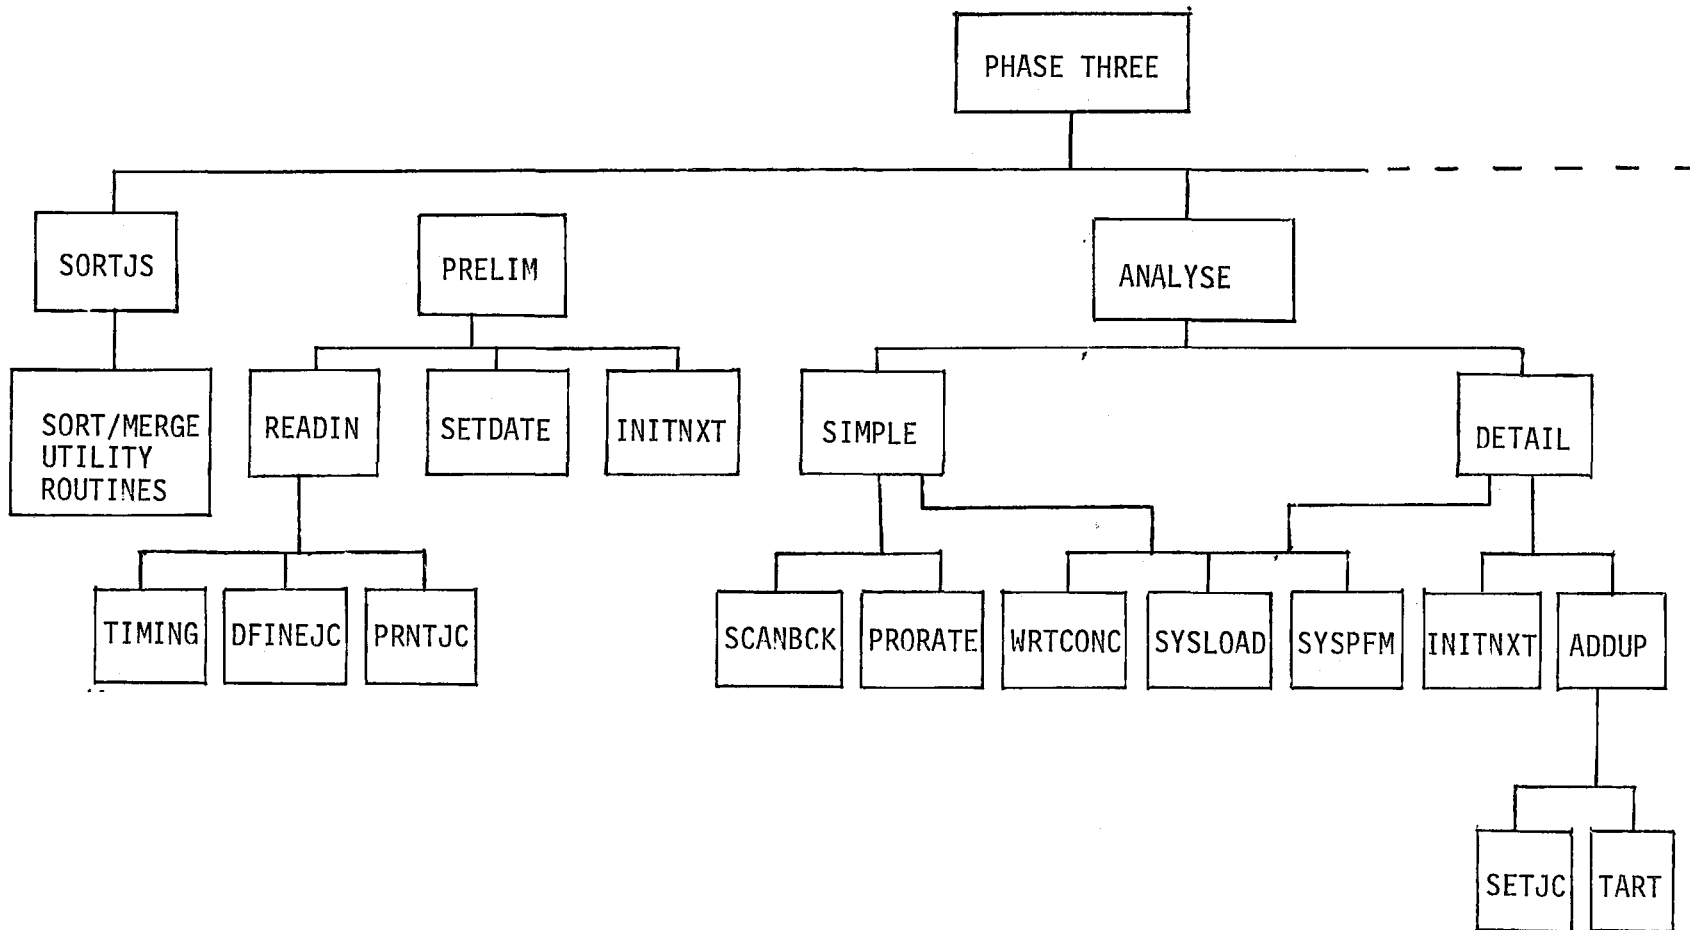 PHASE THREE
SORTJS
PRELIM
ANALYSE
SORT/MERGE
UTILITY
ROUTINES
READIN
SETDATE
INITNXT
SIMPLE
DETAIL
TIMING
DFINEJC
PRNTJC
SCANBCK
PRORATE
WRTCONC
SYSLOAD
SYSPFM
INITNXT
ADDUP
SETJC
TART